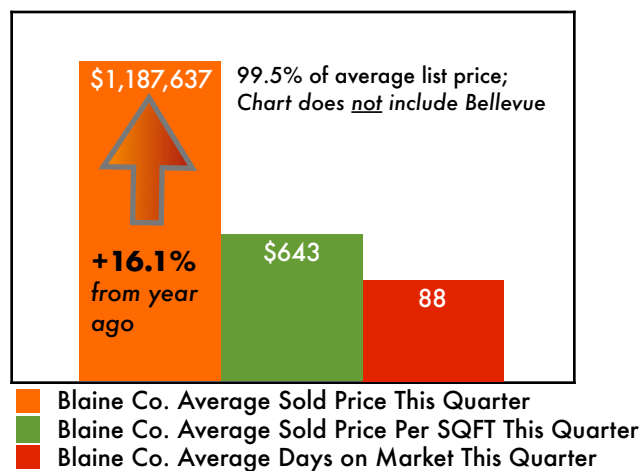 $1,187,637
99.5% of average list price;
Chart does not include Bellevue
+16.1%
from year
ago
$643
88
Blaine Co. Average Sold Price This Quarter
Blaine Co. Average Sold Price Per SQFT This Quarter
Blaine Co. Average Days on Market This Quarter